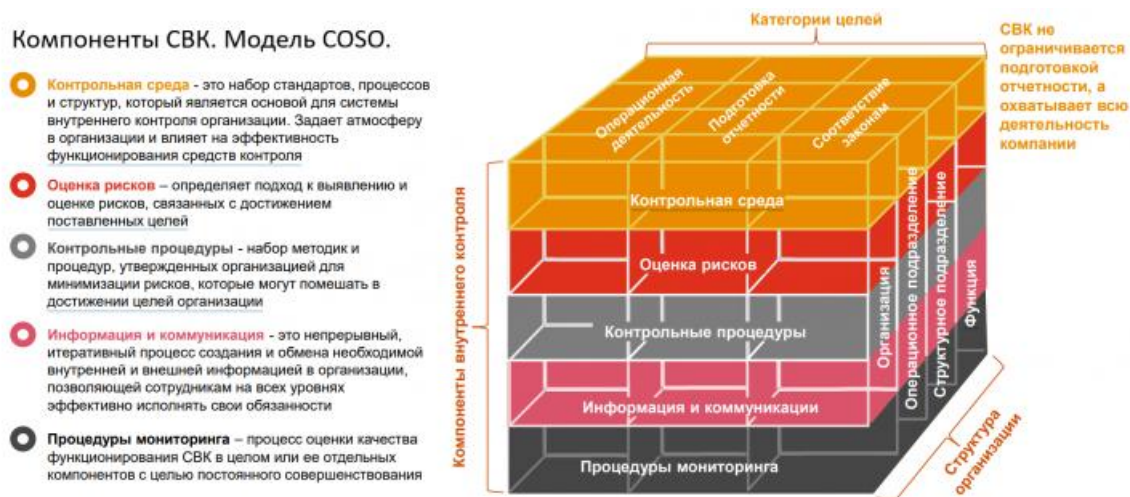 Компоненты СВК. Модель COSO.
Контрольная среда - это набор стандартов, процессов
и структур, который является основой для системы
внутреннего контроля организации. Задает атмосферу
в организации и влияет на эффективность
функционирования средств контроля
Оценка рисков – определяет подход к выявлению и
оценке рисков, связанных с достижением
поставленных целей
Контрольные процедуры - набор методик и
процедур, утвержденных организацией для
минимизации рисков, которые могут помешать в
достижении целей организации
Информация и коммуникация - это непрерывный,
итеративный процесс создания и обмена необходимой
внутренней и внешней информацией в организации,
позволяющей сотрудникам на всех уровнях
эффективно исполнять свои обязанности
Процедуры мониторинга – процесс оценки качества
функционирования СВК в целом или ее отдельных
компонентов с целью постоянного совершенствования
Категории целей
Операционная
деятельность
Подготовка
отчетности
Соответствие
законам
СВК не
ограничивается
подготовкой
отчетности, а
охватывает всю
деятельность
компании
Компоненты внутреннего контроля
Контрольная среда
Оценка рисков
Контрольные процедуры
Информация и коммуникации
Процедуры мониторинга
Организация
Операционное подразделение
Структурное подразделение
Функция
Структура
организации